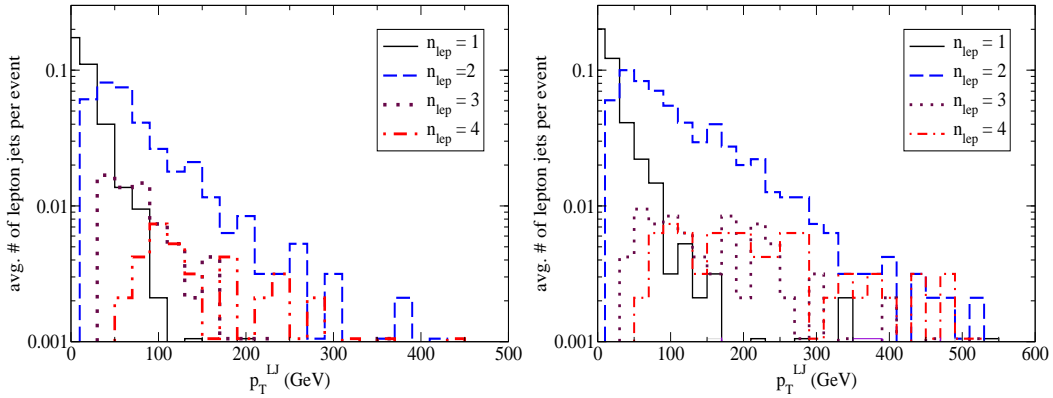 avg. # of lepton jets per event
0.1
0.01
0.001
n_lep = 1
n_lep =2
n_lep = 3
n_lep = 4
0 100 200 300 400 500
p_T^LJ (GeV)
avg. # of lepton jets per event
0.1
0.01
0.001
n_lep = 1
n_lep = 2
n_lep = 3
n_lep = 4
0 100 200 300 400 500 600
p_T^LJ (GeV)